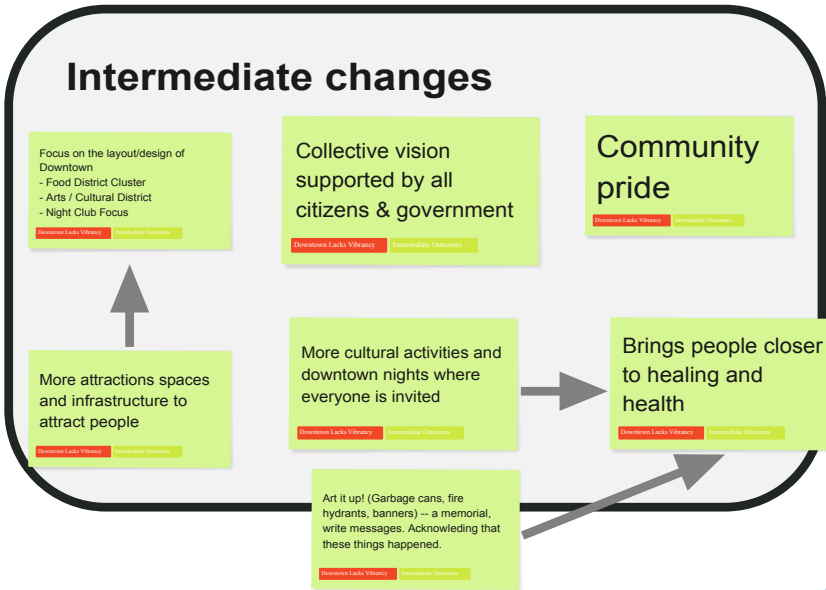 Intermediate changes
Focus on the layout/design of
Downtown
- Food District Cluster
- Arts / Cultural District
- Night Club Focus
Downtown Lacks Vibrancy Intermediate Outcomes
Collective vision
supported by all
citizens & government
Downtown Lacks Vibrancy Intermediate Outcomes
Community
pride
Downtown Lacks Vibrancy Intermediate Outcomes
More attractions spaces
and infrastructure to
attract people
Downtown Lacks Vibrancy Intermediate Outcomes
More cultural activities and
downtown nights where
everyone is invited
Downtown Lacks Vibrancy Intermediate Outcomes
Brings people closer
to healing and
health
Downtown Lacks Vibrancy Intermediate Outcomes
Art it up! (Garbage cans, fire
hydrants, banners) -- a memorial,
write messages. Acknowleding that
these things happened.
Downtown Lacks Vibrancy Intermediate Outcomes